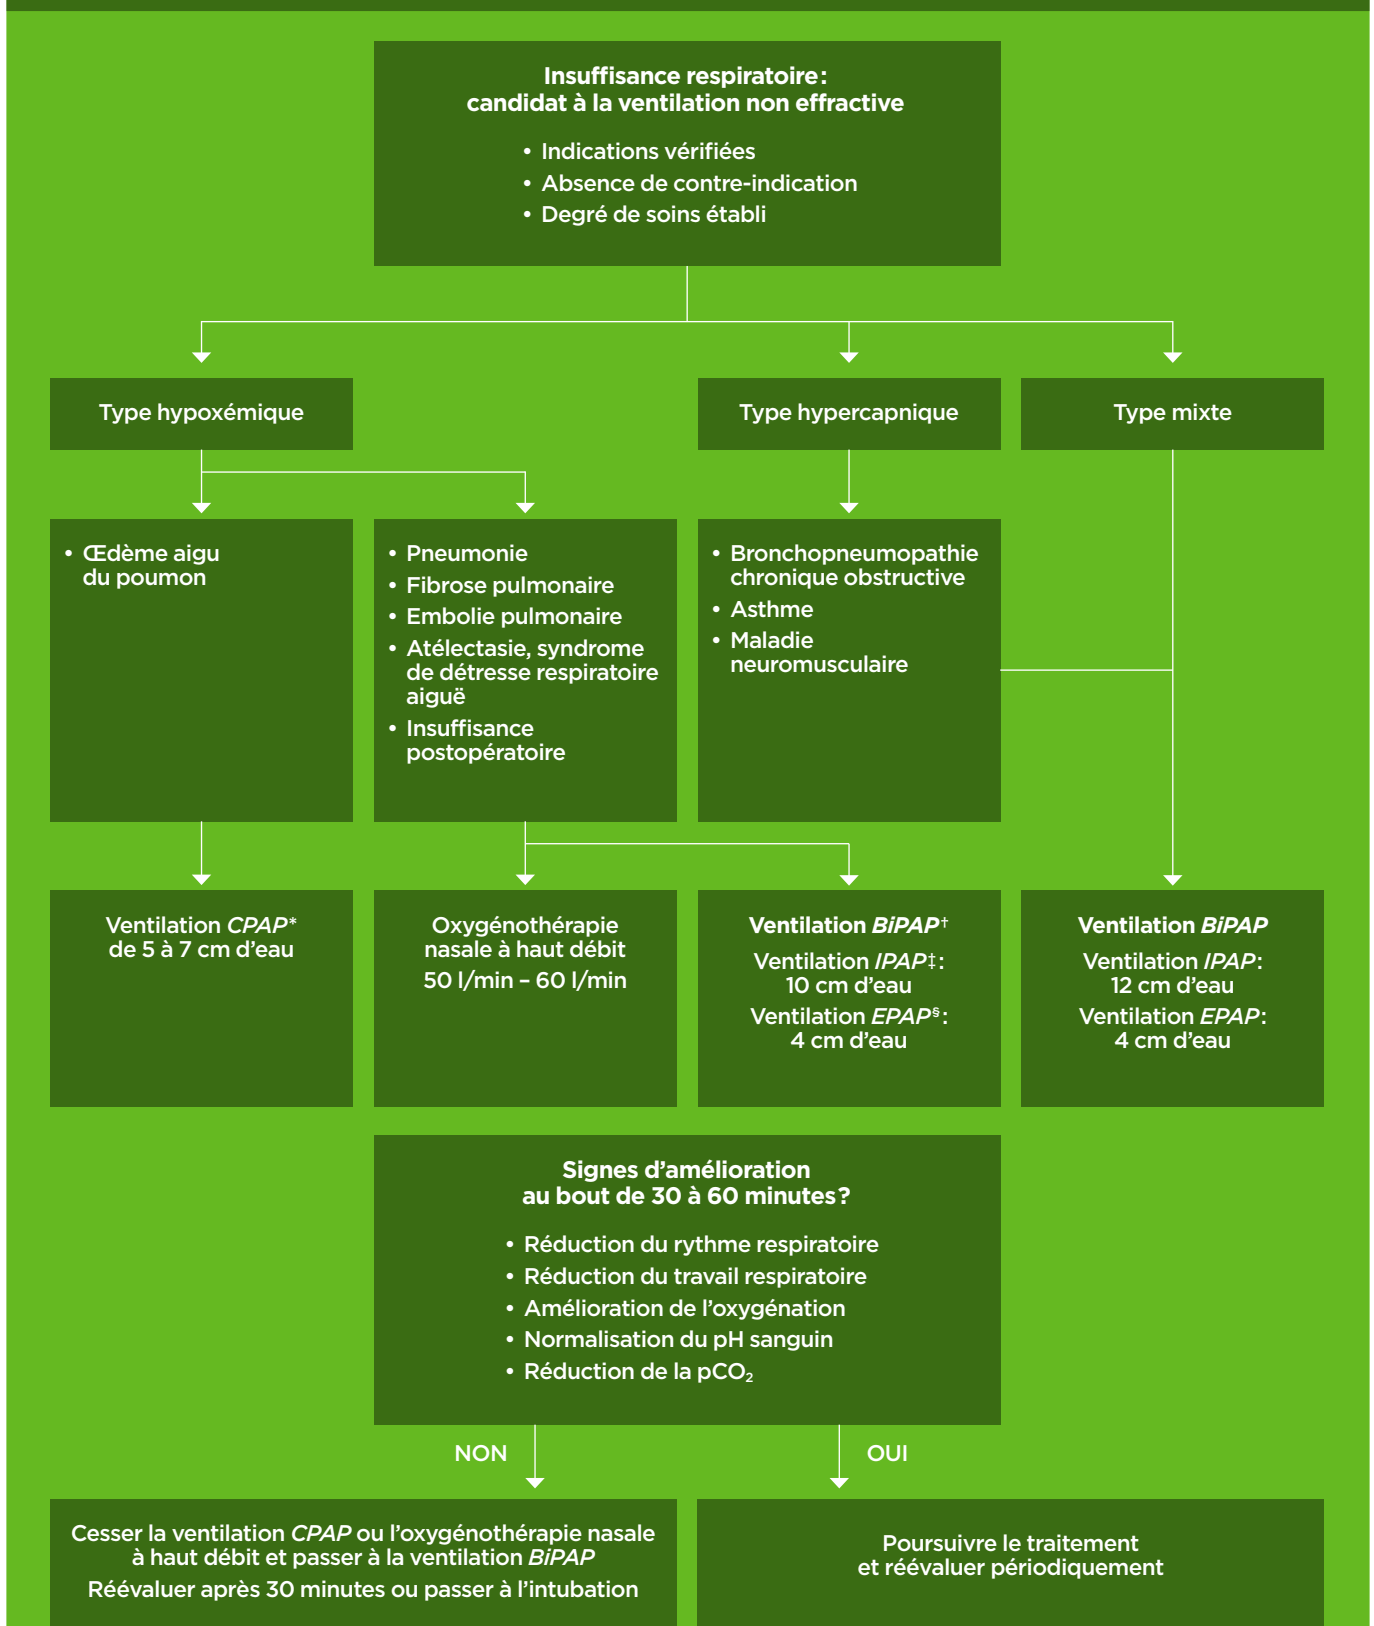 Insuffisance respiratoire :
candidat à la ventilation non effractive
• Indications vérifiées
• Absence de contre-indication
• Degré de soins établi
Type hypoxémique
Type hypercapnique
Type mixte
• Œdème aigu
du poumon
• Pneumonie
• Fibrose pulmonaire
• Embolie pulmonaire
• Atélectasie, syndrome
de détresse respiratoire
aiguë
• Insuffisance
postopératoire
• Bronchopneumopathie
chronique obstructive
• Asthme
• Maladie
neuromusculaire
Ventilation CPAP*
de 5 à 7 cm d’eau
Oxygénothérapie
nasale à haut débit
50 l/min – 60 l/min
Ventilation BiPAP†
Ventilation IPAP‡ :
10 cm d’eau
Ventilation EPAP§ :
4 cm d’eau
Ventilation BiPAP
Ventilation IPAP :
12 cm d’eau
Ventilation EPAP :
4 cm d’eau
Signes d’amélioration
au bout de 30 à 60 minutes ?
• Réduction du rythme respiratoire
• Réduction du travail respiratoire
• Amélioration de l’oxygénation
• Normalisation du pH sanguin
• Réduction de la pCO₂
NON
OUI
Cesser la ventilation CPAP ou l’oxygénothérapie nasale
à haut débit et passer à la ventilation BiPAP
Réévaluer après 30 minutes ou passer à l’intubation
Poursuivre le traitement
et réévaluer périodiquement